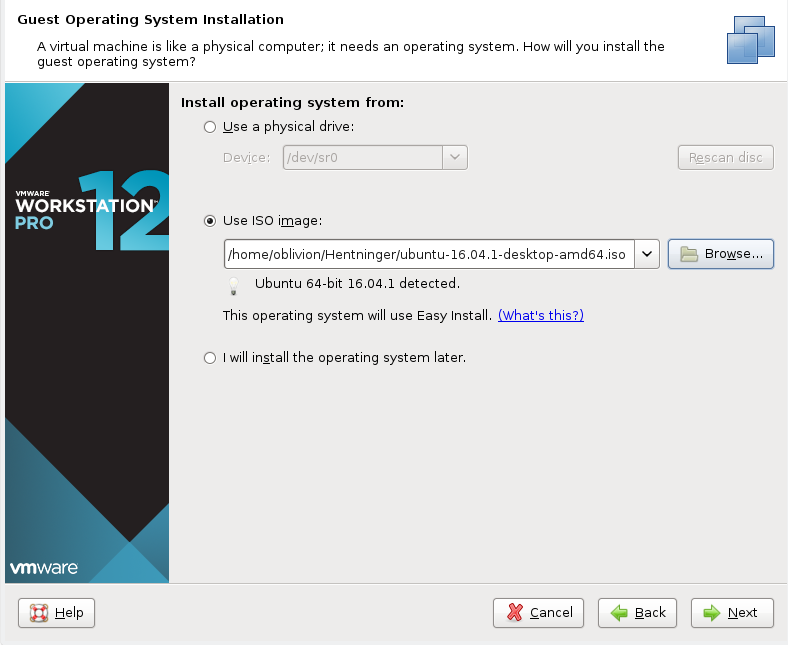 Guest Operating System Installation
A virtual machine is like a physical computer; it needs an operating system. How will you install the
guest operating system?
VMWARE
WORKSTATION™
PRO
12
vmware
Install operating system from:
Use a physical drive:
Device: /dev/sr0 Rescan disc
Use ISO image:
/home/oblivion/Hentninger/ubuntu-16.04.1-desktop-amd64.iso Browse...
Ubuntu 64-bit 16.04.1 detected.
This operating system will use Easy Install. (What's this?)
I will install the operating system later.
Help Cancel Back Next